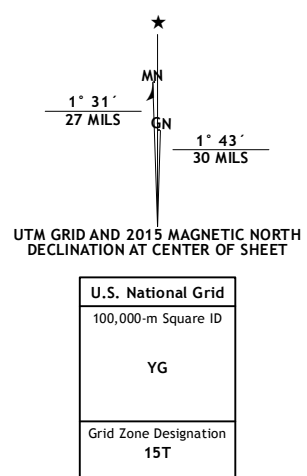 MN
1° 31´
27 MILS
GN
1° 43´
30 MILS
UTM GRID AND 2015 MAGNETIC NORTH
DECLINATION AT CENTER OF SHEET
U.S. National Grid
100,000-m Square ID
YG
Grid Zone Designation
15T